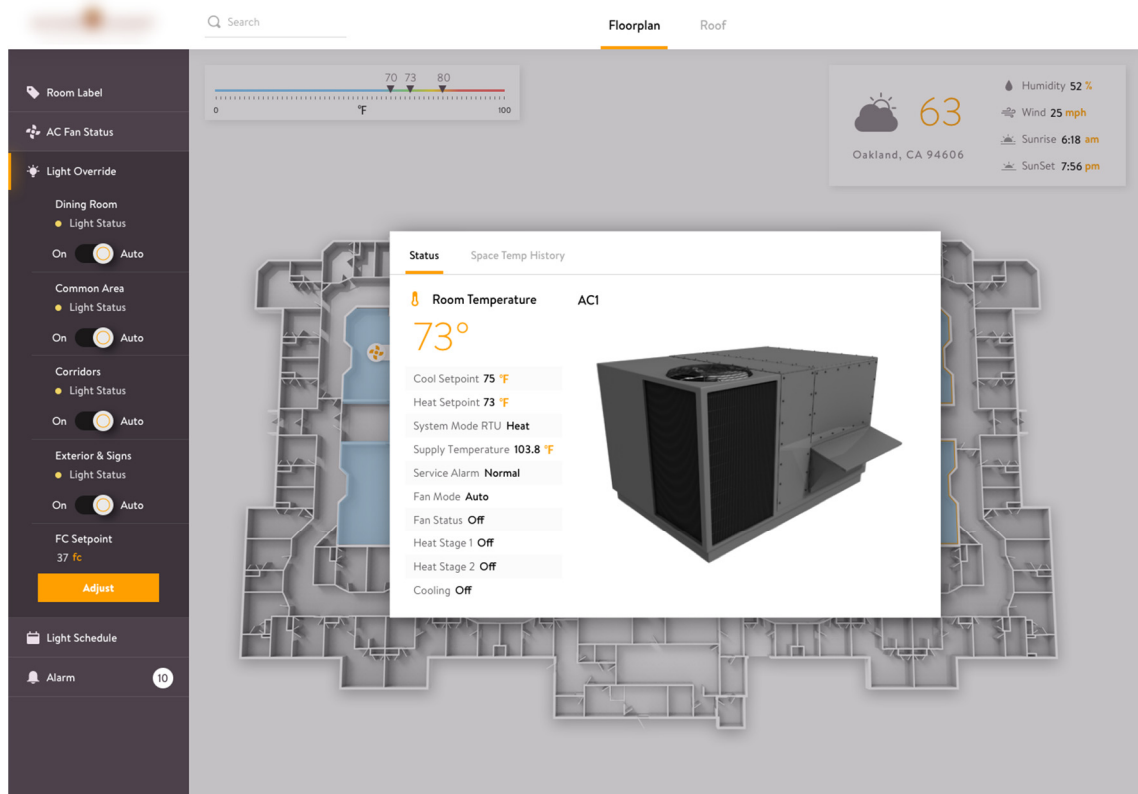 Search
Floorplan
Roof
Room Label
AC Fan Status
Light Override
Dining Room
Light Status
On Auto
Common Area
Light Status
On Auto
Corridors
Light Status
On Auto
Exterior & Signs
Light Status
On Auto
FC Setpoint
37 fc
Adjust
Light Schedule
Alarm 10
70 73 80
0 °F 100
63
Oakland, CA 94606
Humidity 52 %
Wind 25 mph
Sunrise 6:18 am
SunSet 7:56 pm
Status Space Temp History
Room Temperature AC1
73°
Cool Setpoint 75 °F
Heat Setpoint 73 °F
System Mode RTU Heat
Supply Temperature 103.8 °F
Service Alarm Normal
Fan Mode Auto
Fan Status Off
Heat Stage 1 Off
Heat Stage 2 Off
Cooling Off